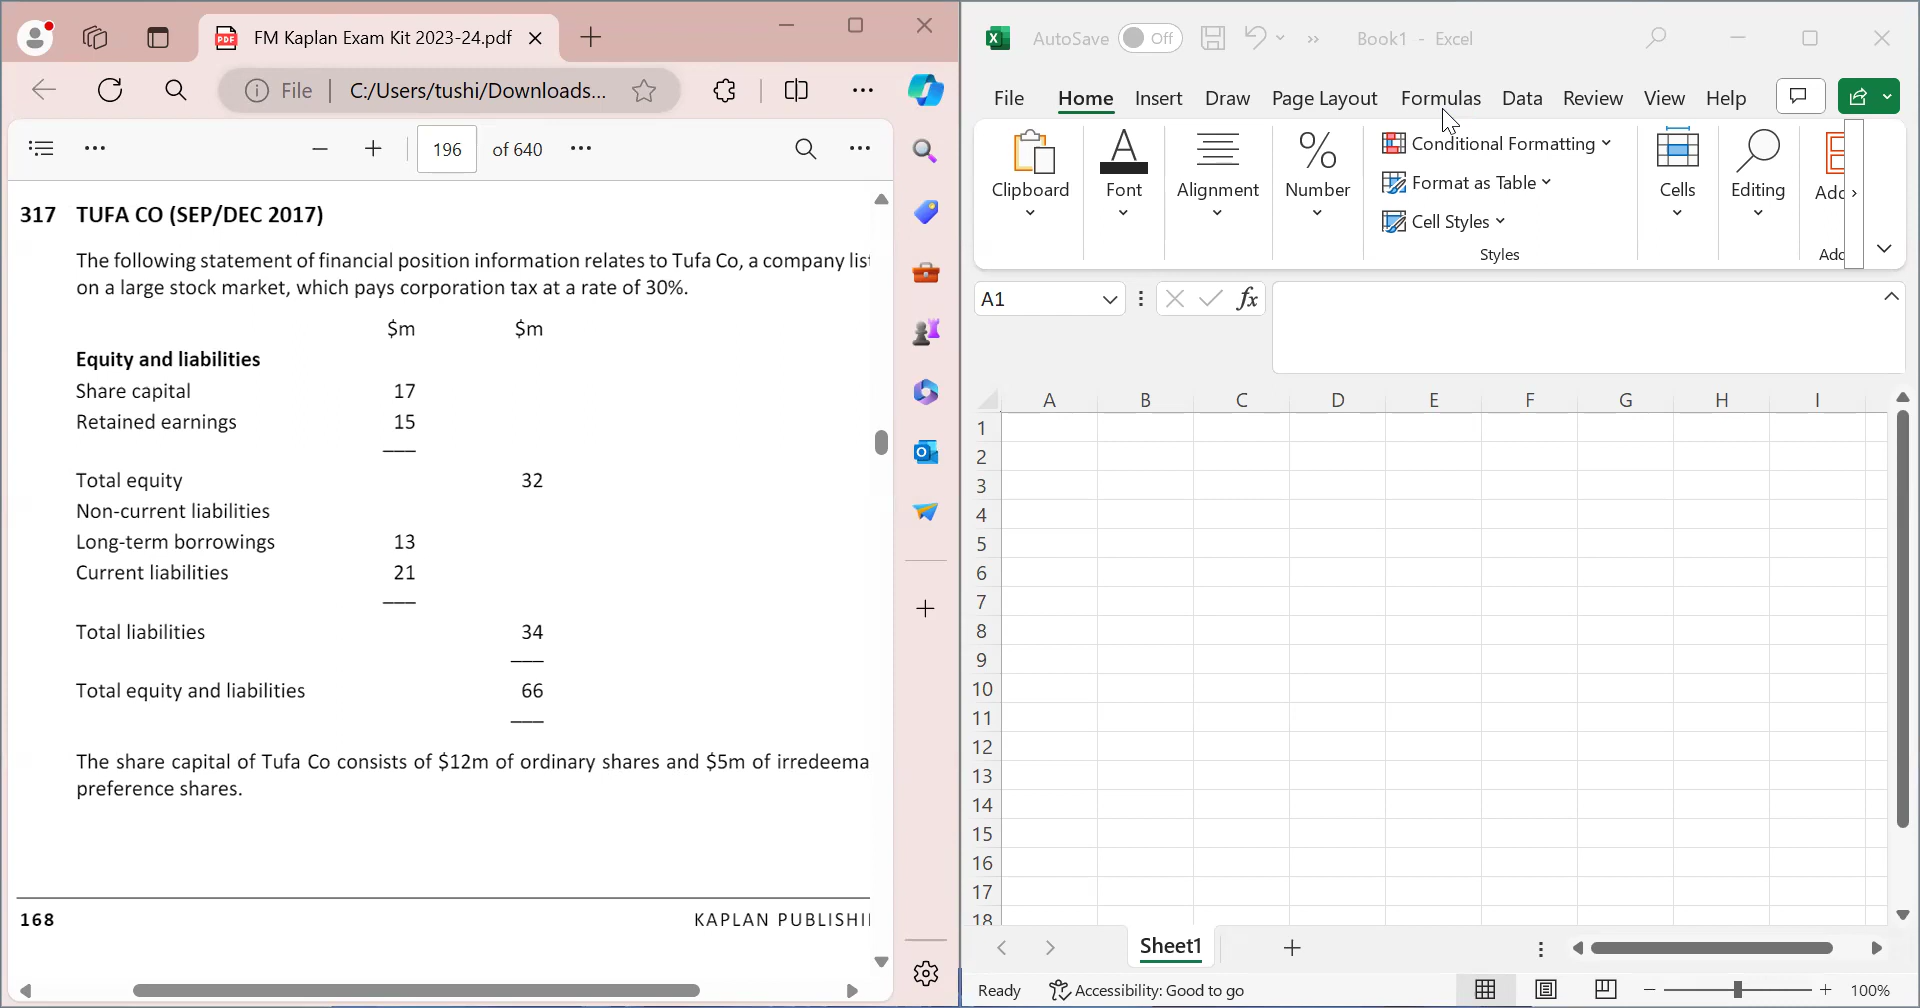 FM Kaplan Exam Kit 2023-24.pdf
File
C:/Users/tushi/Downloads...
196 of 640
317 TUFA CO (SEP/DEC 2017)
The following statement of financial position information relates to Tufa Co, a company
on a large stock market, which pays corporation tax at a rate of 30%.
$m $m
Equity and liabilities
Share capital 17
Retained earnings 15
Total equity 32
Non-current liabilities
Long-term borrowings 13
Current liabilities 21
Total liabilities 34
Total equity and liabilities 66
The share capital of Tufa Co consists of $12m of ordinary shares and $5m of irredeema
preference shares.
168 KAPLAN PUBLISHI
AutoSave Off Book1 - Excel
File Home Insert Draw Page Layout Formulas Data Review View Help
Clipboard
Font
Alignment
Number
Conditional Formatting
Format as Table
Cell Styles
Styles
Cells
Editing
Add
Add
A1 fx
A B C D E F G H I
1
2
3
4
5
6
7
8
9
10
11
12
13
14
15
16
17
18
Sheet1
Ready Accessibility: Good to go 100%